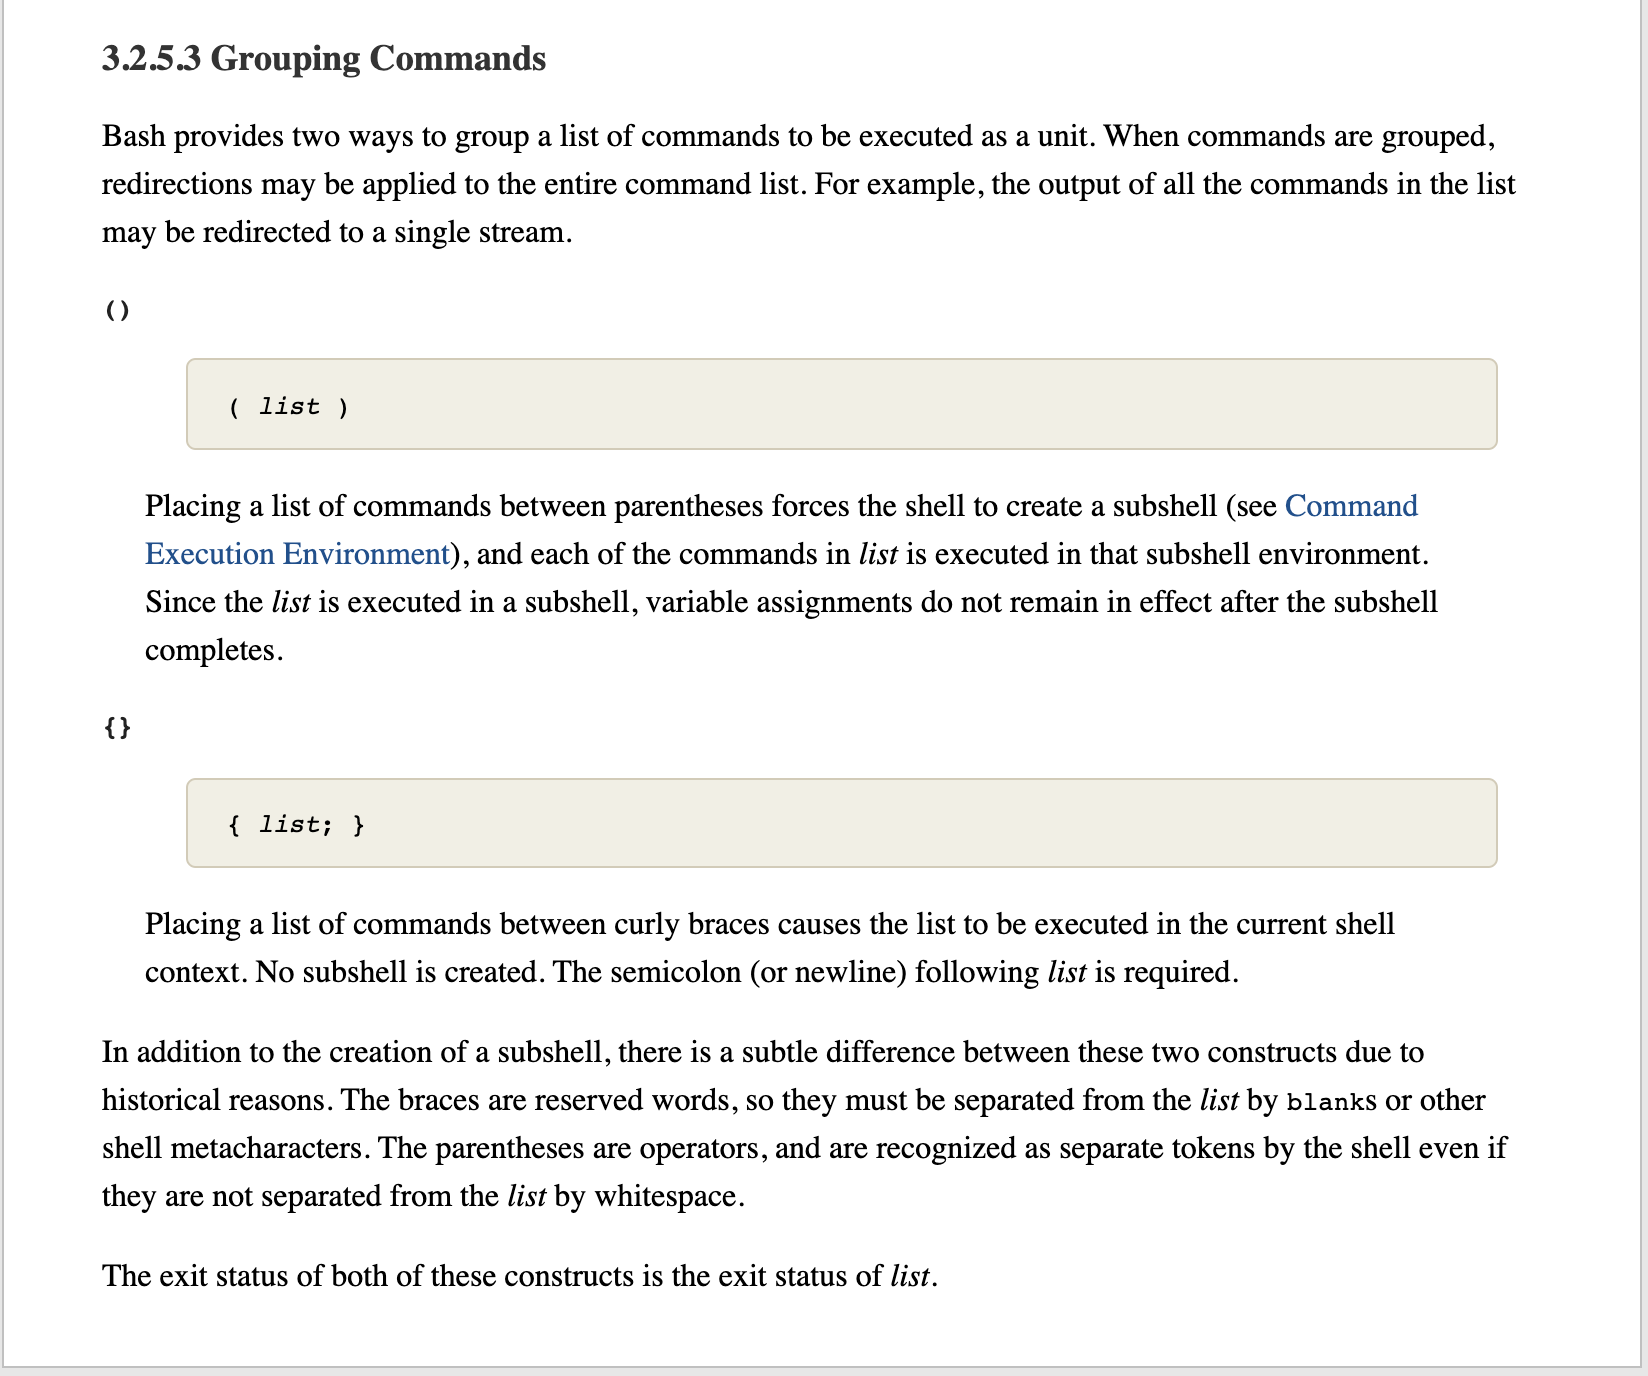 3.2.5.3 Grouping Commands
Bash provides two ways to group a list of commands to be executed as a unit. When commands are grouped,
redirections may be applied to the entire command list. For example, the output of all the commands in the list
may be redirected to a single stream.
()
( list )
Placing a list of commands between parentheses forces the shell to create a subshell (see Command
Execution Environment), and each of the commands in list is executed in that subshell environment.
Since the list is executed in a subshell, variable assignments do not remain in effect after the subshell
completes.
{}
{ list; }
Placing a list of commands between curly braces causes the list to be executed in the current shell
context. No subshell is created. The semicolon (or newline) following list is required.
In addition to the creation of a subshell, there is a subtle difference between these two constructs due to
historical reasons. The braces are reserved words, so they must be separated from the list by blanks or other
shell metacharacters. The parentheses are operators, and are recognized as separate tokens by the shell even if
they are not separated from the list by whitespace.
The exit status of both of these constructs is the exit status of list.